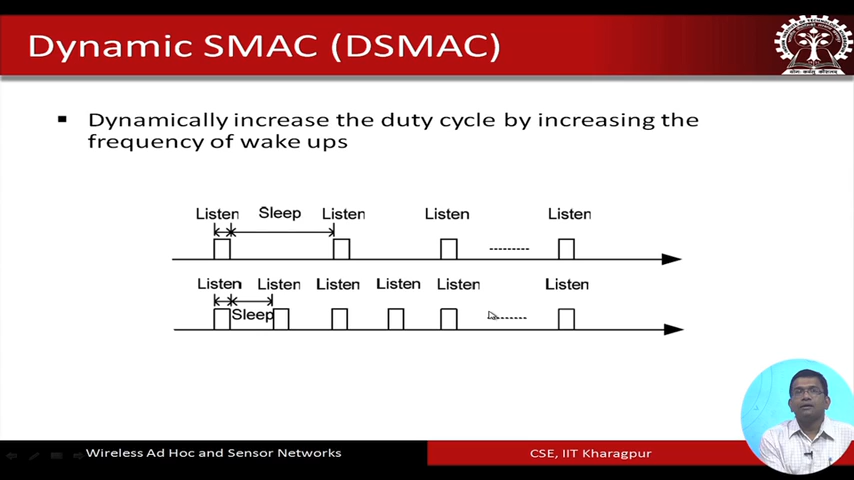 Dynamic SMAC (DSMAC)
Dynamically increase the duty cycle by increasing the
frequency of wake ups
Listen Sleep Listen Listen Listen
Listen Listen Listen Listen Listen Listen
Sleep
Wireless Ad Hoc and Sensor Networks CSE, IIT Kharagpur